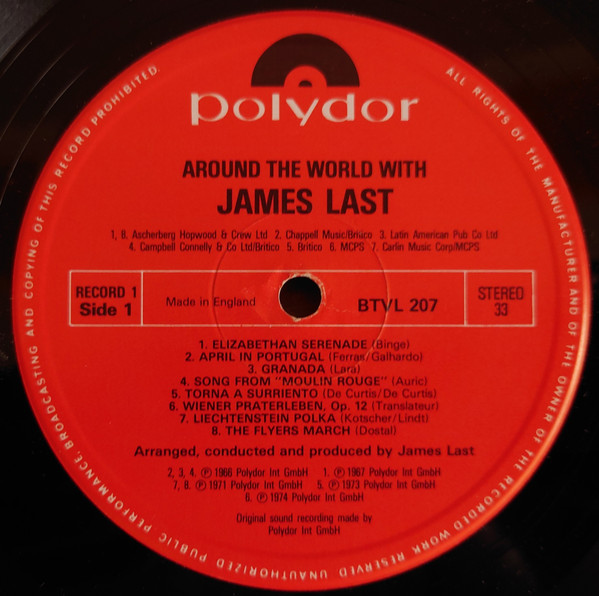 polydor
AROUND THE WORLD WITH
JAMES LAST
1, 8. Ascherberg Hopwood & Crew Ltd 2. Chappell Music/Britico 3. Latin American Pub Co Ltd
4. Campbell Connelly & Co Ltd/Britico 5. Britico 6. MCPS 7. Carlin Music Corp/MCPS
RECORD 1
Side 1
Made in England
BTVL 207
STEREO
33
1. ELIZABETHAN SERENADE (Binge)
2. APRIL IN PORTUGAL (Ferras/Galhardo)
3. GRANADA (Lara)
4. SONG FROM "MOULIN ROUGE" (Auric)
5. TORNA A SURRIENTO (De Curtis/De Curtis)
6. WIENER PRATERLEBEN, Op. 12 (Translateur)
7. LIECHTENSTEIN POLKA (Kotscher/Lindt)
8. THE FLYERS MARCH (Dostal)
Arranged, conducted and produced by James Last
2, 3, 4. ℗ 1966 Polydor Int GmbH 1. ℗ 1967 Polydor Int GmbH
7, 8. ℗ 1971 Polydor Int GmbH 5. ℗ 1973 Polydor Int GmbH
6. ℗ 1974 Polydor Int GmbH
Original sound recording made by
Polydor Int GmbH
ALL RIGHTS OF THE MANUFACTURER AND OF THE OWNER OF THE RECORDED WORK RESERVED UNAUTHORIZED PUBLIC PERFORMANCE, BROADCASTING AND COPYING OF THIS RECORD PROHIBITED.